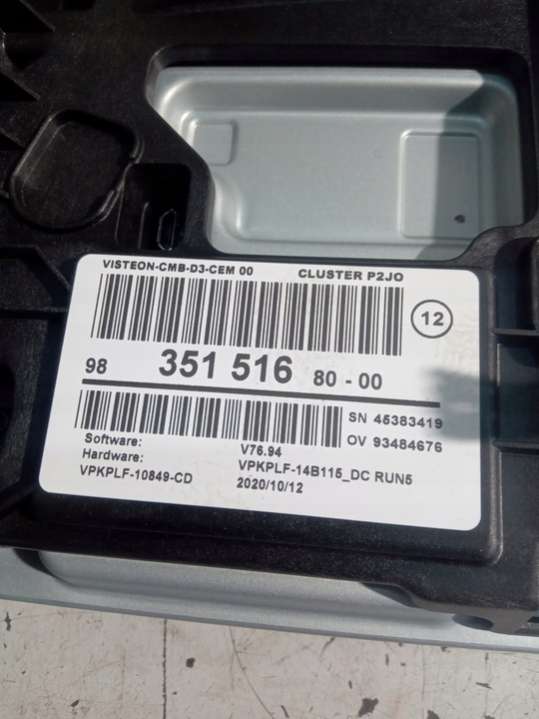 VISTEON-CMB-D3-CEM 00 CLUSTER P2JO
12
98 351 516 80 - 00
SN 45383419
OV 93484676
Software: V76.94
Hardware: VPKPLF-14B115_DC RUN5
VPKPLF-10849-CD 2020/10/12